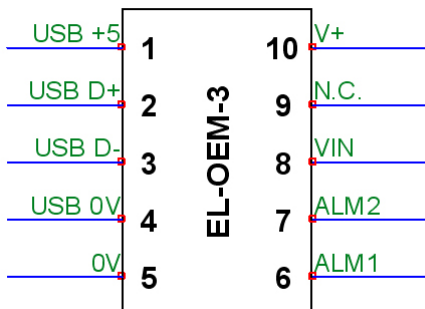 USB +5 1 10 V+
USB D+ 2 9 N.C.
USB D- 3 8 VIN
USB 0V 4 7 ALM2
0V 5 6 ALM1
EL-OEM-3